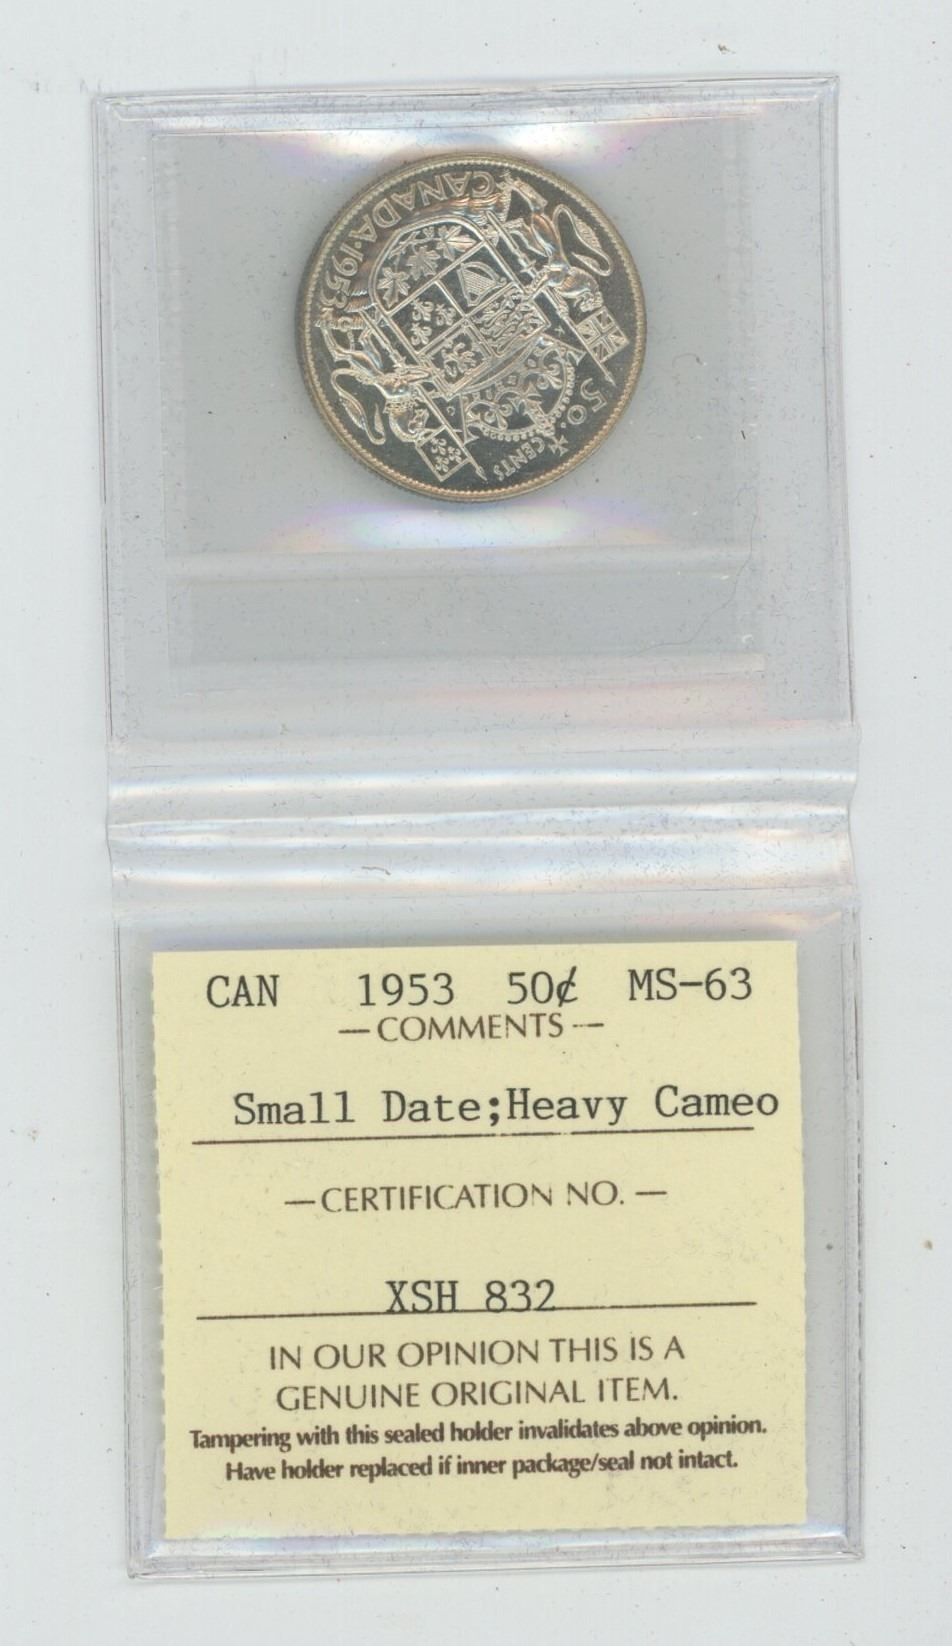 CANADA·1953
50·CENTS
CAN 1953 50¢ MS-63
—COMMENTS—
Small Date;Heavy Cameo
—CERTIFICATION NO.—
XSH 832
IN OUR OPINION THIS IS A
GENUINE ORIGINAL ITEM.
Tampering with this sealed holder invalidates above opinion.
Have holder replaced if inner package/seal not intact.